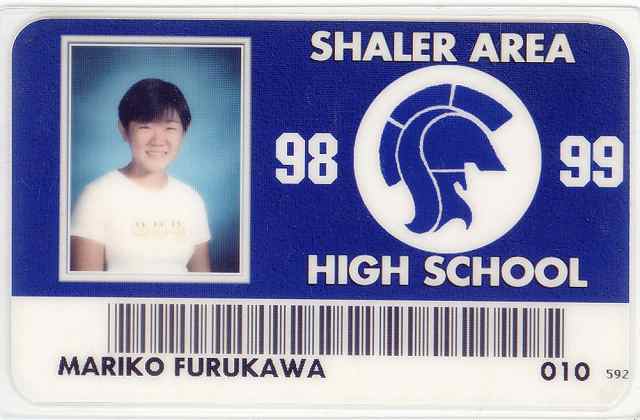 SHALER AREA
98 99
HIGH SCHOOL
MARIKO FURUKAWA 010 592